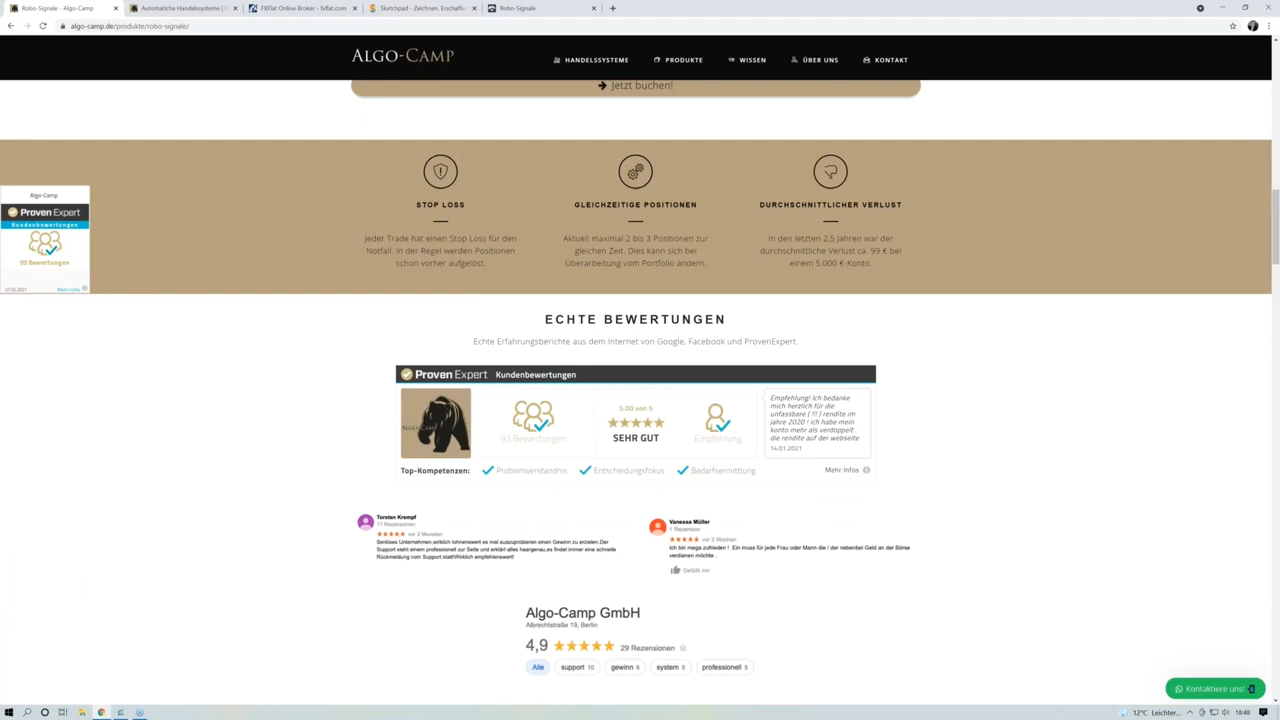 Robo-Signale - Algo-Camp
Automatische Handelssysteme | D
FXFlat Online Broker - fxflat.com
Sketchpad - Zeichnen. Erschaffe
Robo-Signale
algo-camp.de/produkte/robo-signale/
ALGO-CAMP
HANDELSSYSTEME
PRODUKTE
WISSEN
ÜBER UNS
KONTAKT
Jetzt buchen!
STOP LOSS
Jeder Trade hat einen Stop Loss für den
Notfall. In der Regel werden Positionen
schon vorher aufgelöst.
GLEICHZEITIGE POSITIONEN
Aktuell maximal 2 bis 3 Positionen zur
gleichen Zeit. Dies kann sich bei
Überarbeitung vom Portfolio ändern.
DURCHSCHNITTLICHER VERLUST
In den letzten 2,5 Jahren war der
durchschnittliche Verlust ca. 99 € bei
einem 5.000 €-Konto.
Algo-Camp
ProvenExpert
Kundenbewertungen
93 Bewertungen
27.02.2021
Mehr Infos
ECHTE BEWERTUNGEN
Echte Erfahrungsberichte aus dem Internet von Google, Facebook und ProvenExpert.
ProvenExpert Kundenbewertungen
ALGO-CAMP
93 Bewertungen
5.00 von 5
SEHR GUT
Empfehlung
Empfehlung! Ich bedanke
mich herzlich für die
unfassbare ( !!! ) rendite im
jahre 2020 ! ich habe mein
konto mehr als verdoppelt .
die rendite auf der webseite
14.01.2021
Top-Kompetenzen:
Problemverständnis
Entscheidungsfokus
Bedarfsermittlung
Mehr Infos
Torsten Krempf
17 Rezensionen
vor 3 Monaten
Seriöses Unternehmen,wirklich lohnenswert es mal auszuprobieren einen Gewinn zu erzielen.Der
Support steht einem professionell zur Seite und erklärt alles haargenau,es findet immer eine schnelle
Rückmeldung vom Support statt!Wirklich empfehlenswert!
Vanessa Müller
1 Rezension
vor 2 Wochen
Ich bin mega zufrieden ! Ein muss für jede Frau oder Mann die / der nebenbei Geld an der Börse
verdienen möchte .
Gefällt mir
Algo-Camp GmbH
Albrechtstraße 19, Berlin
4,9
29 Rezensionen
Alle
support 10
gewinn 6
system 5
professionell 5
Kontaktiere uns!
12°C Leichter...
18:48